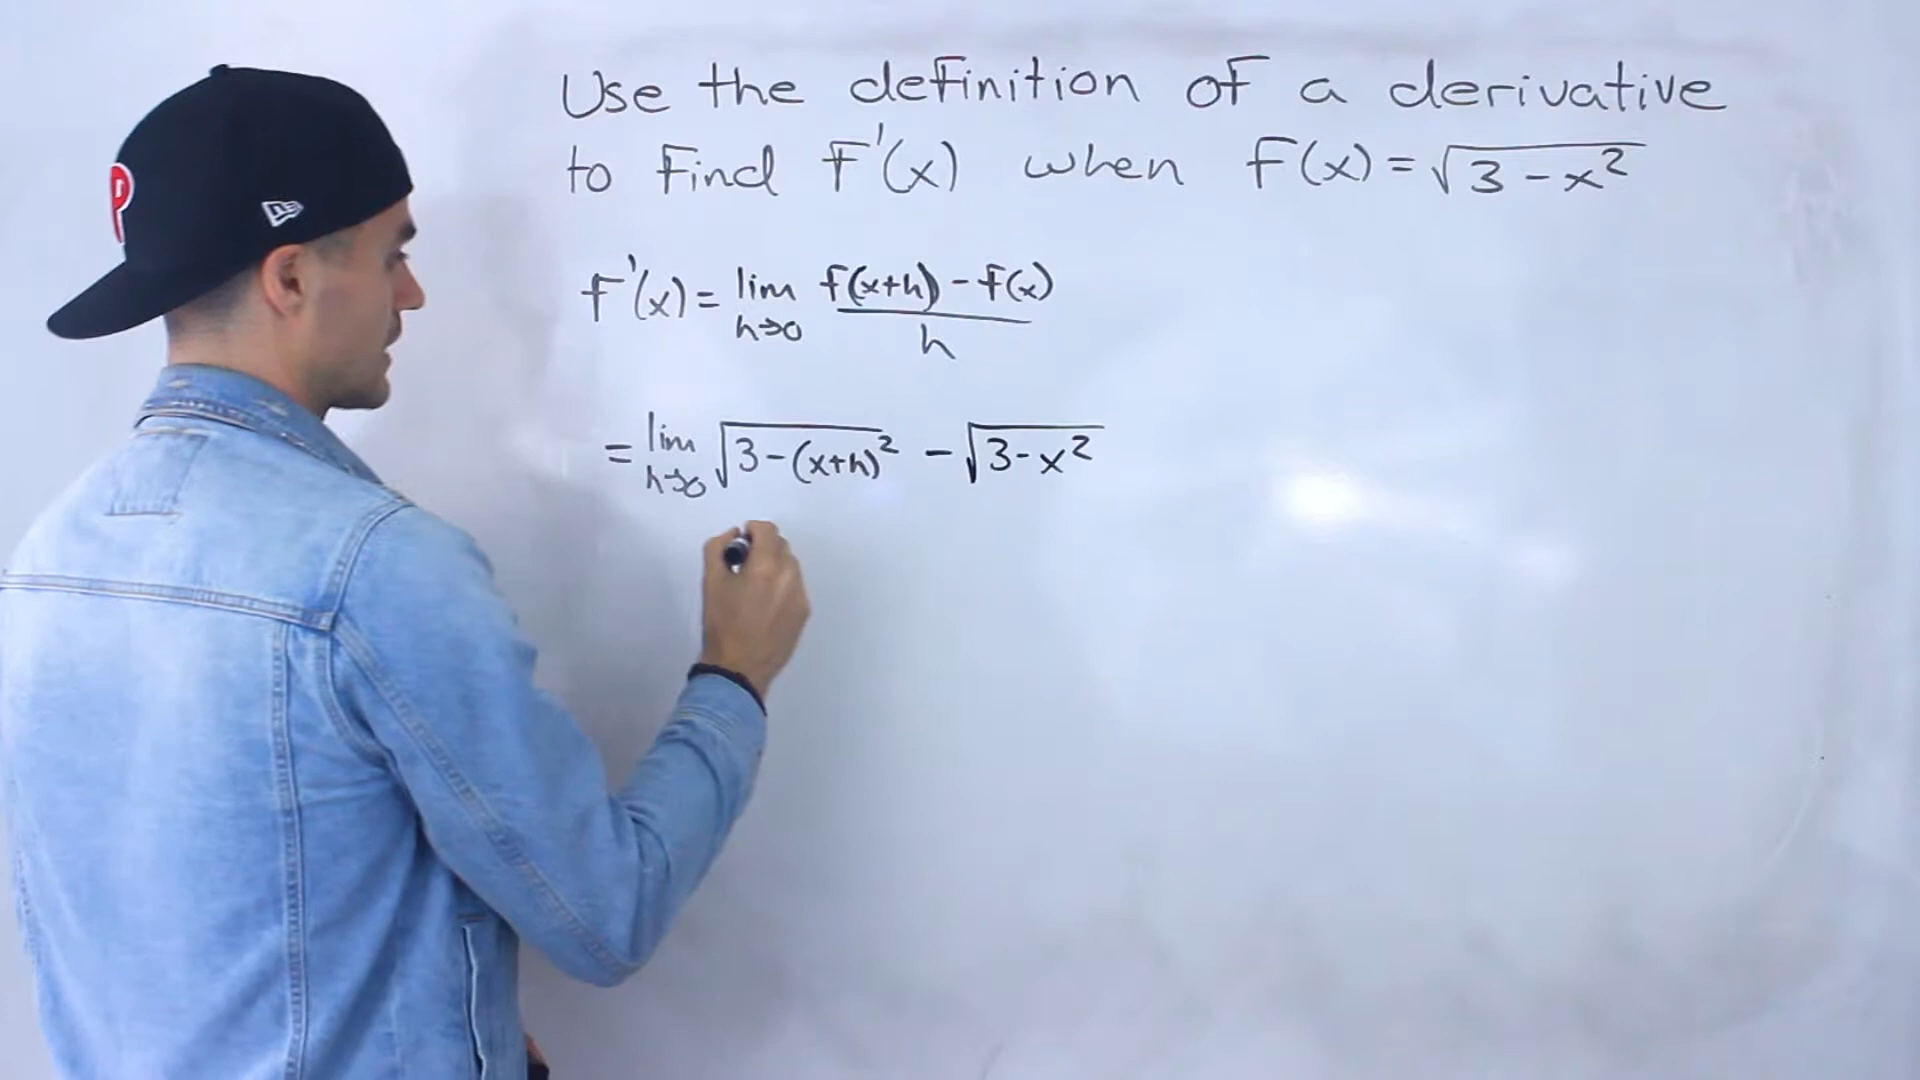 Use the definition of a derivative
to find f'(x) when f(x) = √3 - x²
f'(x) = lim h→0 f(x+h) - f(x)
h
= lim h→0 √3-(x+h)² - √3-x²
P